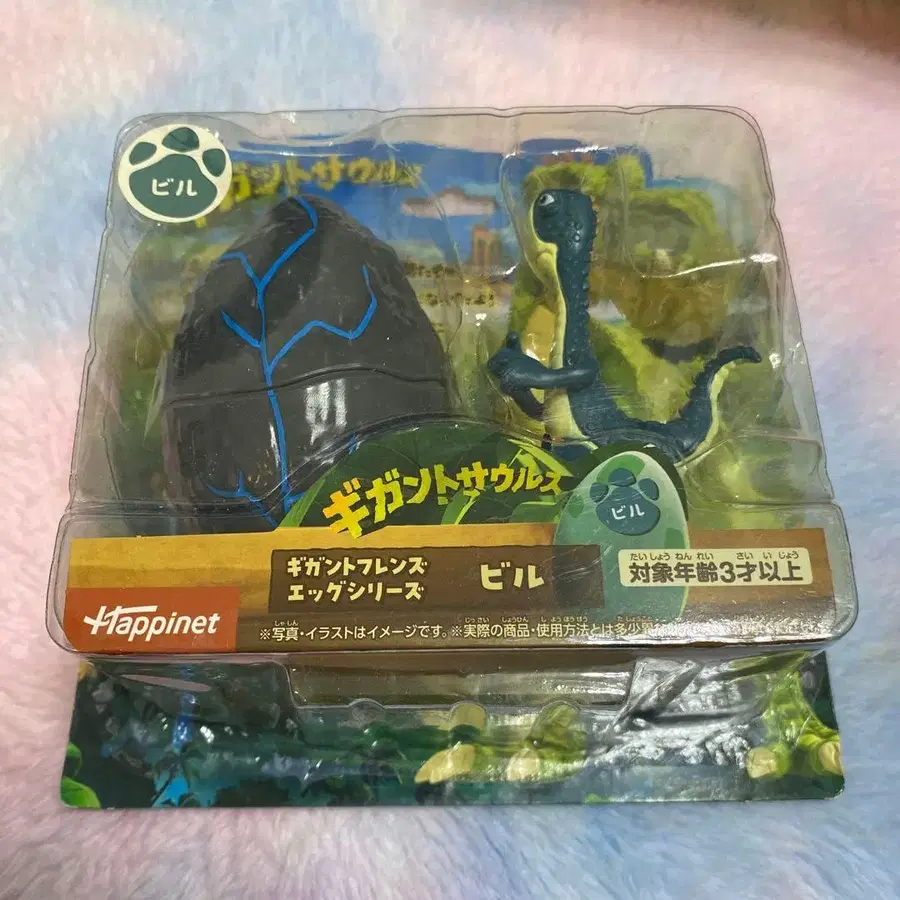 ビル
ガントサウルス
ギガントサウルス
ビル
ギガントフレンズ
エッグシリーズ
ビル
たいしょうねんれい さいいじょう
対象年齢3才以上
Happinet
しゃしん じっさい しょうひん しようほうほう たしょう
※写真・イラストはイメージです。※実際の商品・使用方法とは多少